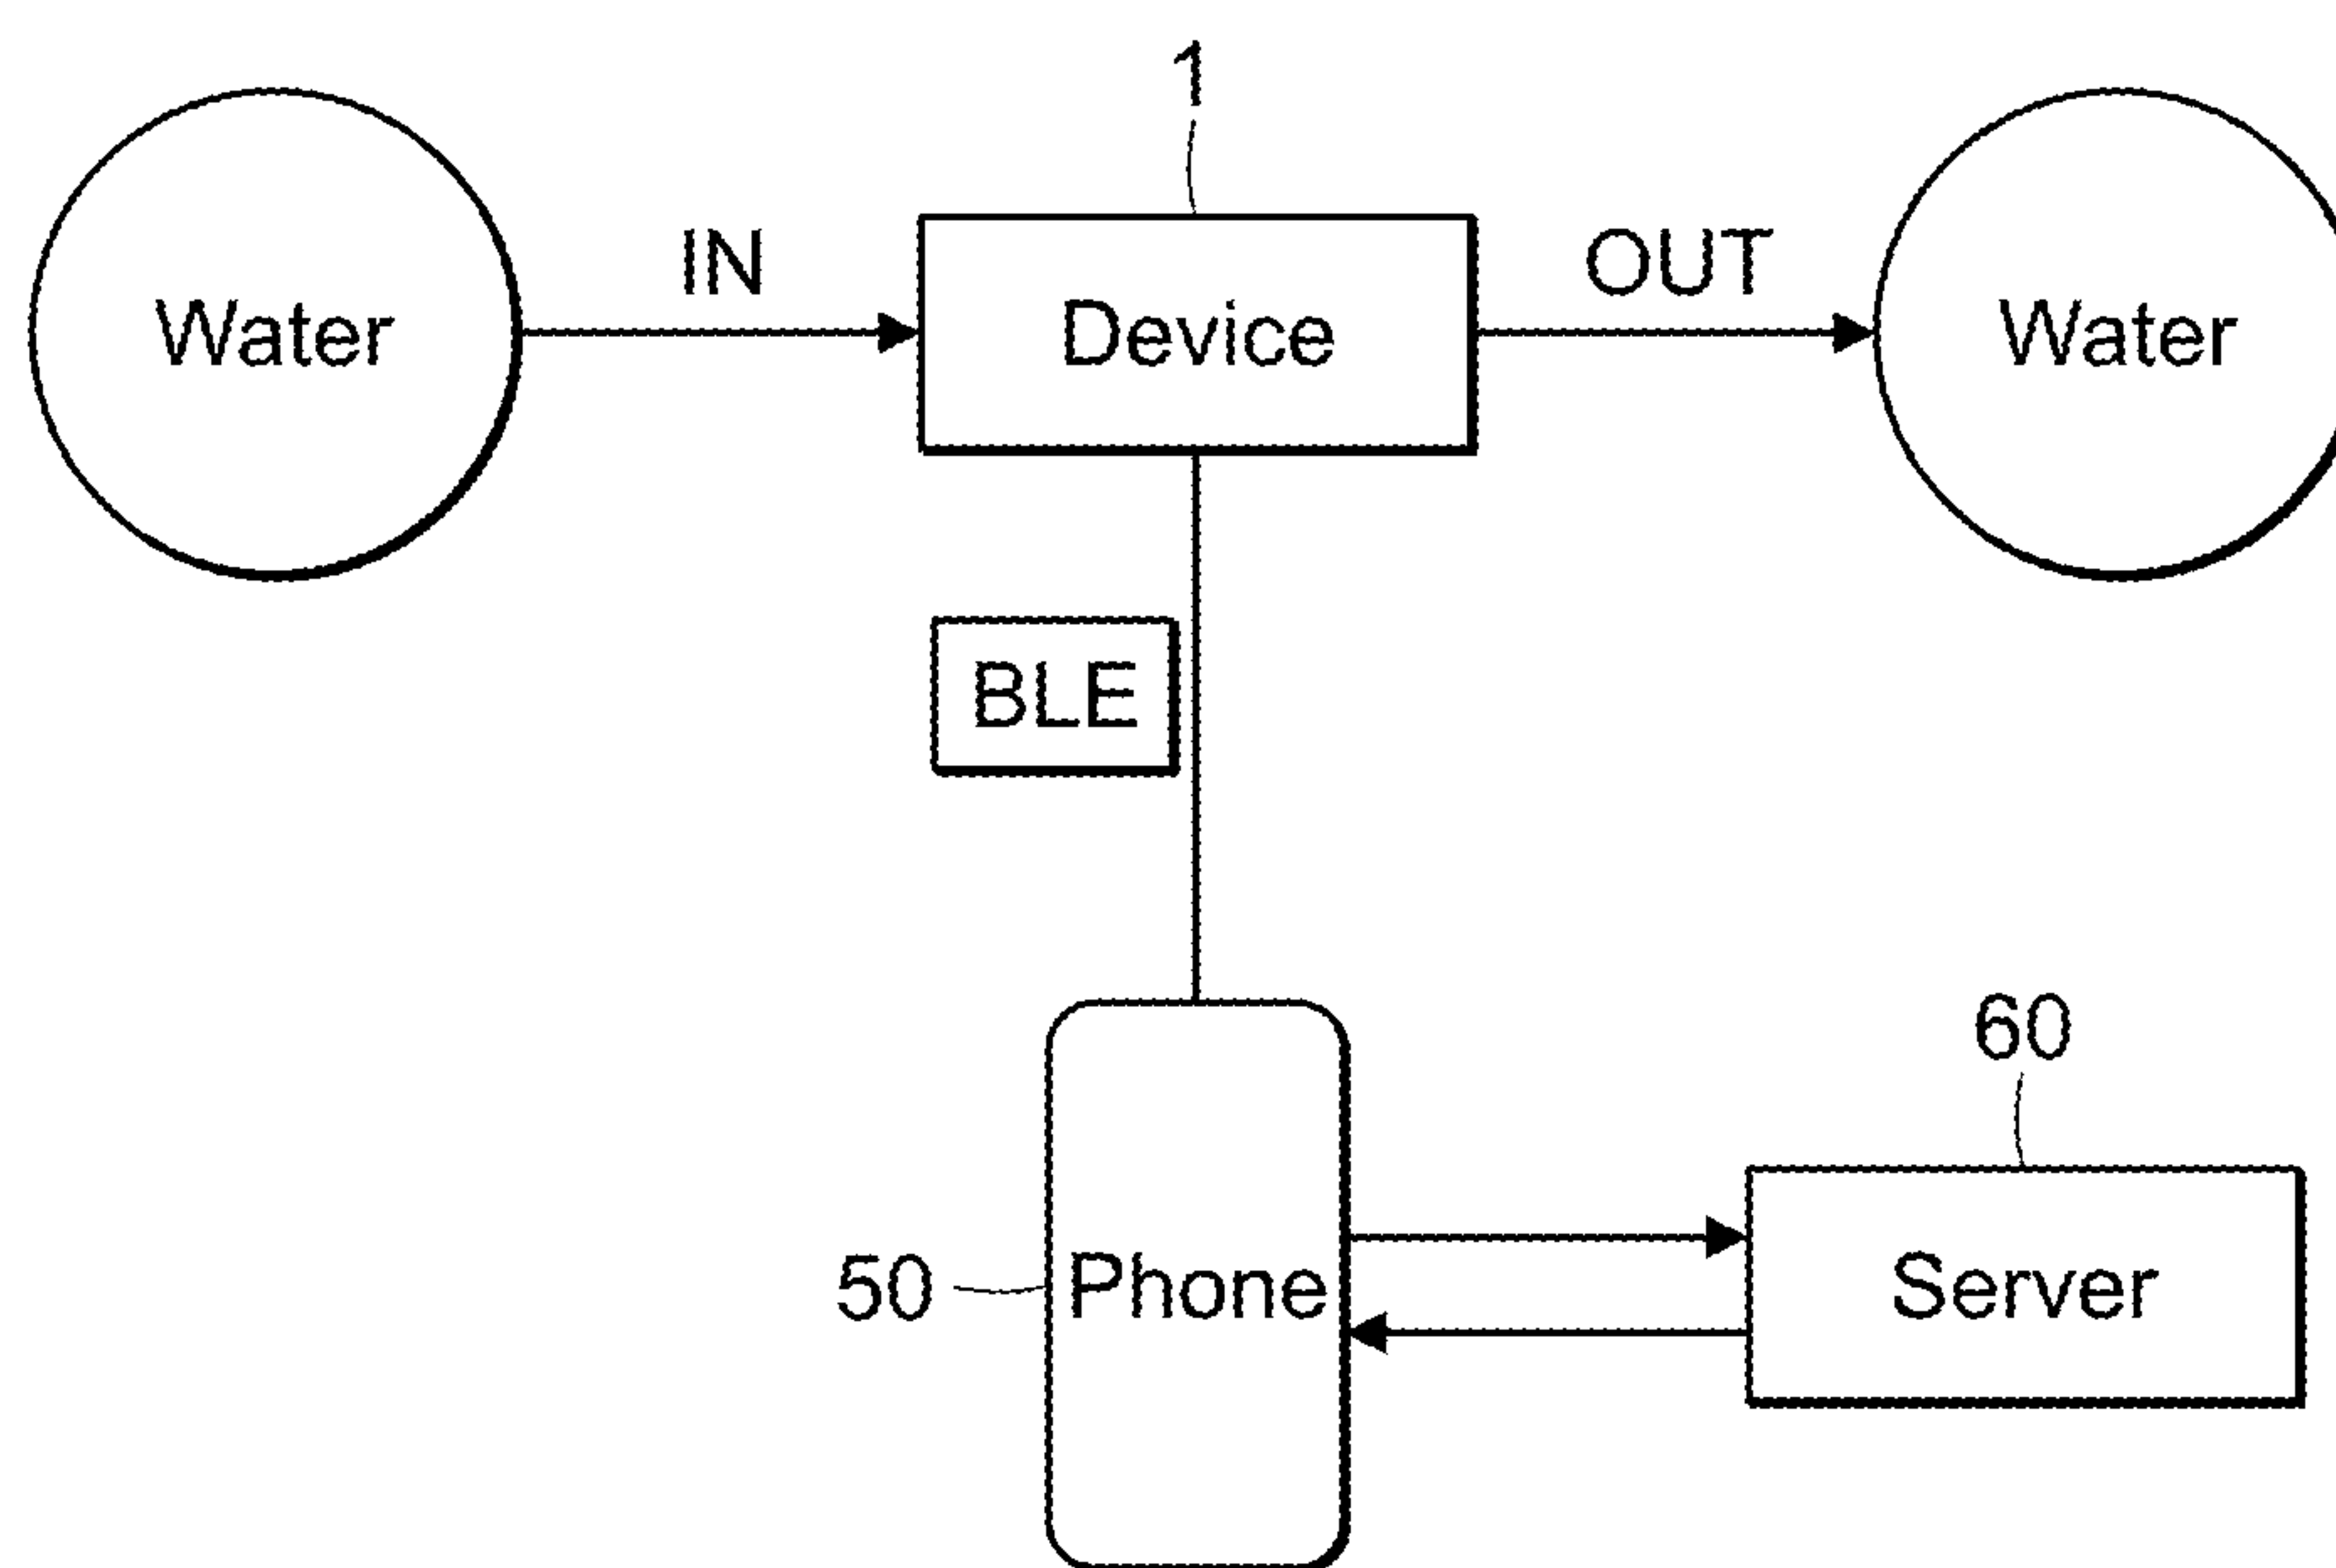 1
IN
OUT
Water
Device
Water
BLE
60
50
Phone
Server